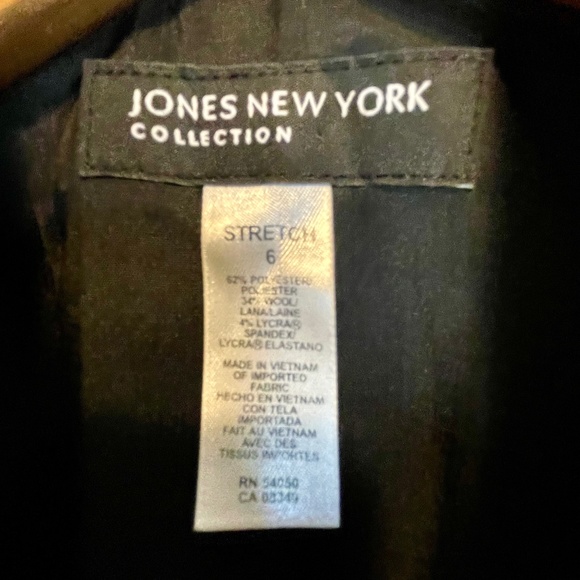 JONES NEW YORK
COLLECTION
STRETCH
6
62% POLYESTER/
POLIESTER
34% WOOL/
LANA/LAINE
4% LYCRA®
SPANDEX/
LYCRA® ELASTANO
MADE IN VIETNAM
OF IMPORTED
FABRIC
HECHO EN VIETNAM
CON TELA
IMPORTADA
FAIT AU VIETNAM
AVEC DES
TISSUS IMPORTES
RN 54050
CA 08349